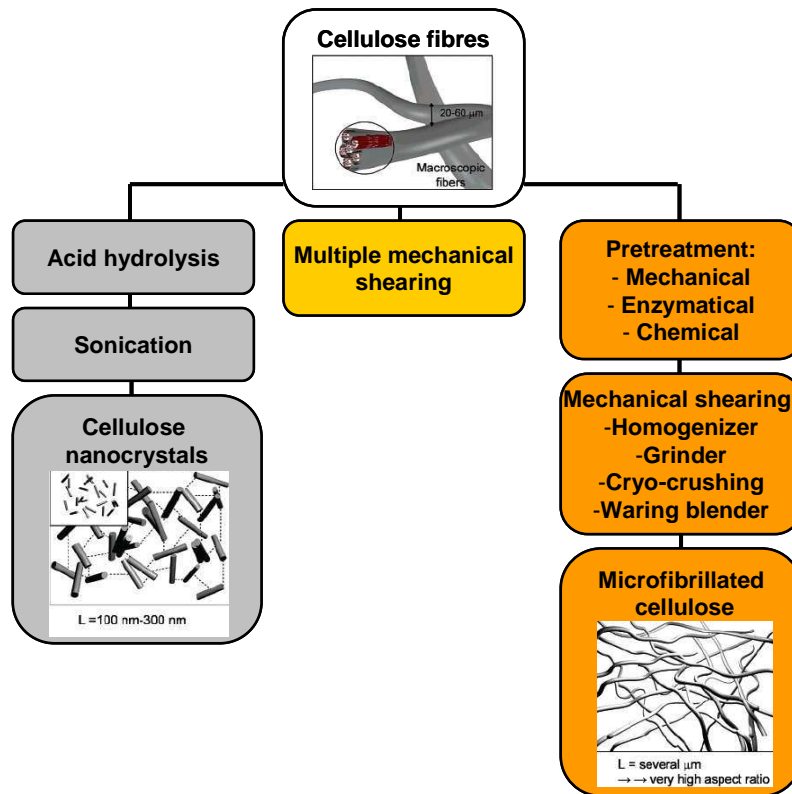 Cellulose fibres
20-60 μm
Macroscopic
fibers
Acid hydrolysis
Sonication
Cellulose
nanocrystals
L =100 nm-300 nm
Multiple mechanical
shearing
Pretreatment:
- Mechanical
- Enzymatical
- Chemical
Mechanical shearing
-Homogenizer
-Grinder
-Cryo-crushing
-Waring blender
Microfibrillated
cellulose
L = several μm
→ → very high aspect ratio